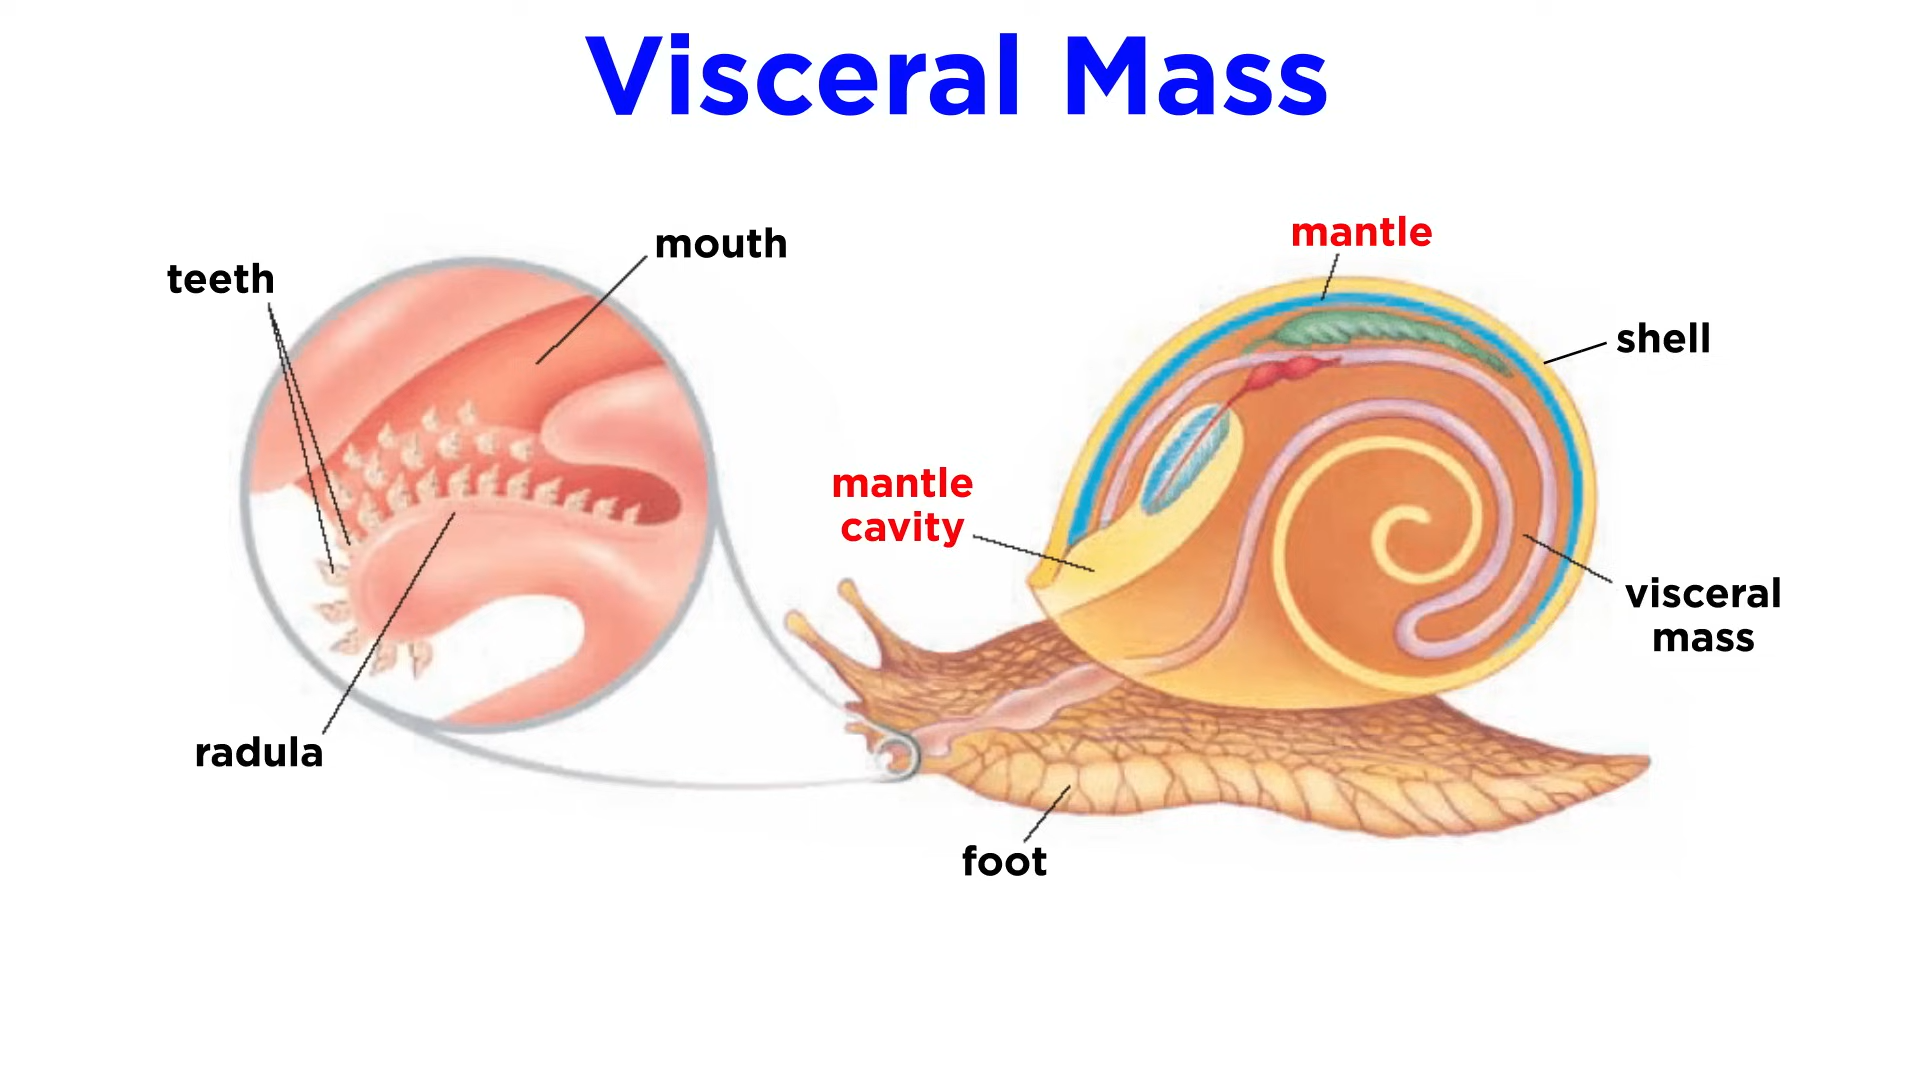 Visceral Mass
mouth
teeth
radula
mantle
shell
mantle
cavity
visceral
mass
foot